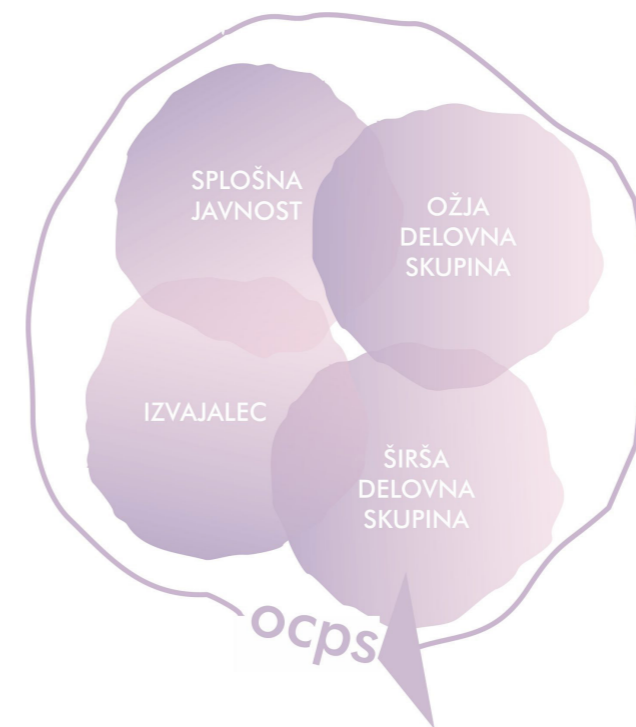 SPLOŠNA
JAVNOST
OŽJA
DELOVNA
SKUPINA
IZVAJALEC
ŠIRŠA
DELOVNA
SKUPINA
ocps